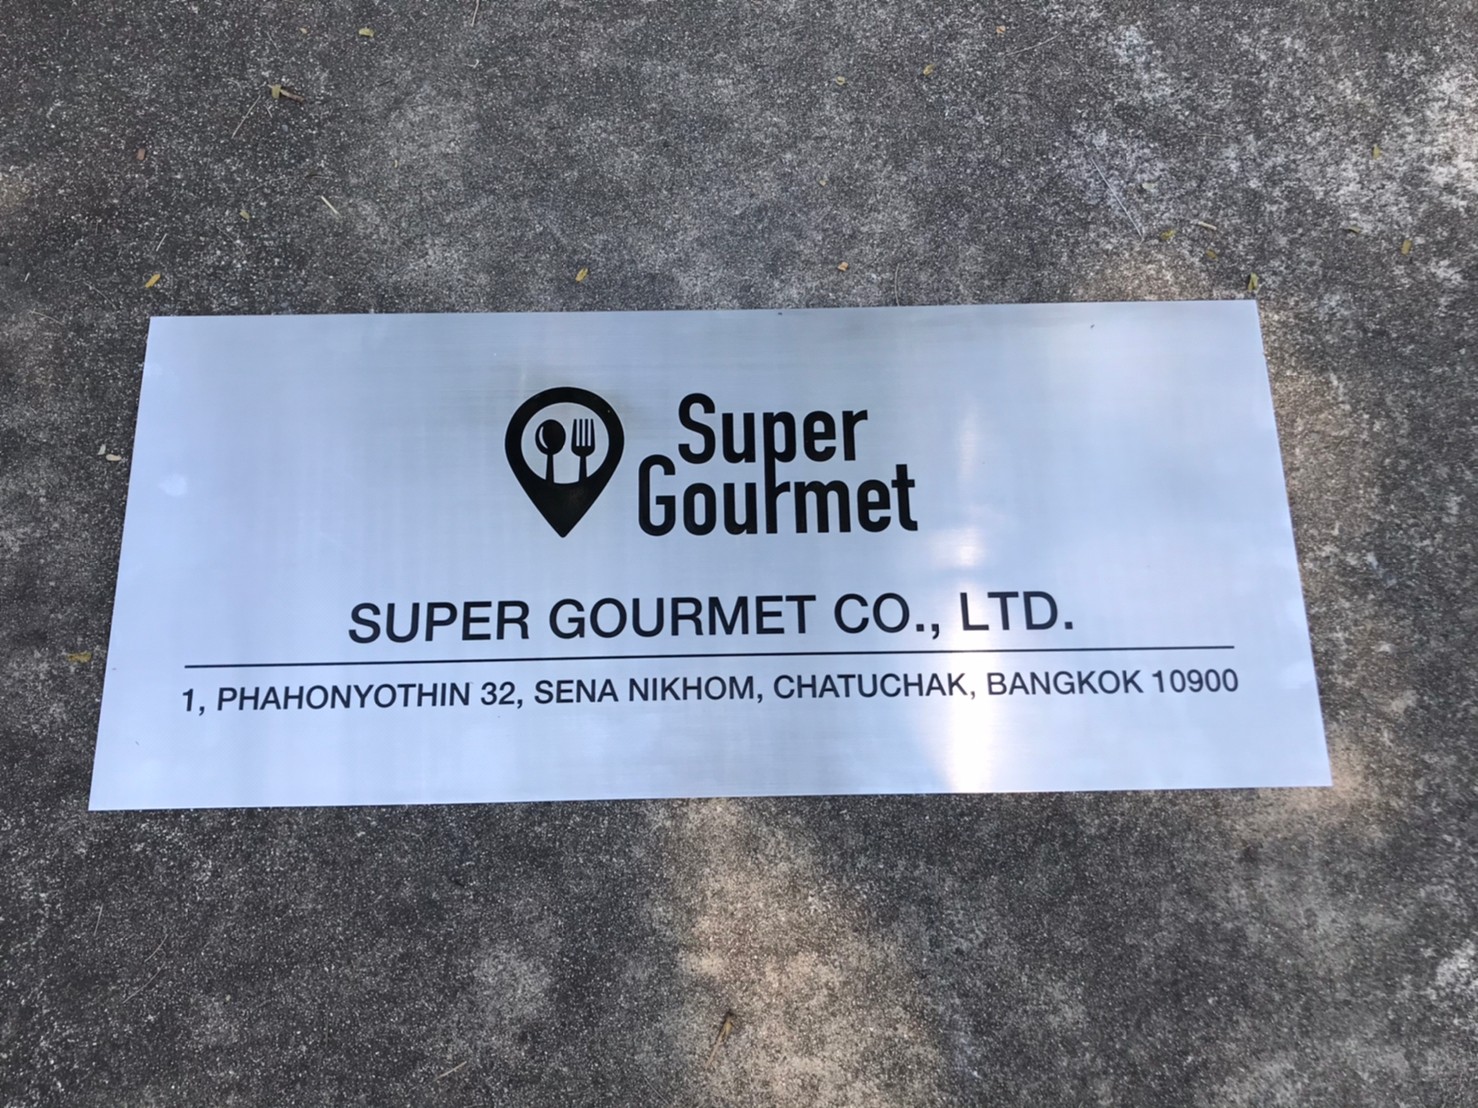 Super
Gourmet
SUPER GOURMET CO., LTD.
1, PHAHONYOTHIN 32, SENA NIKHOM, CHATUCHAK, BANGKOK 10900